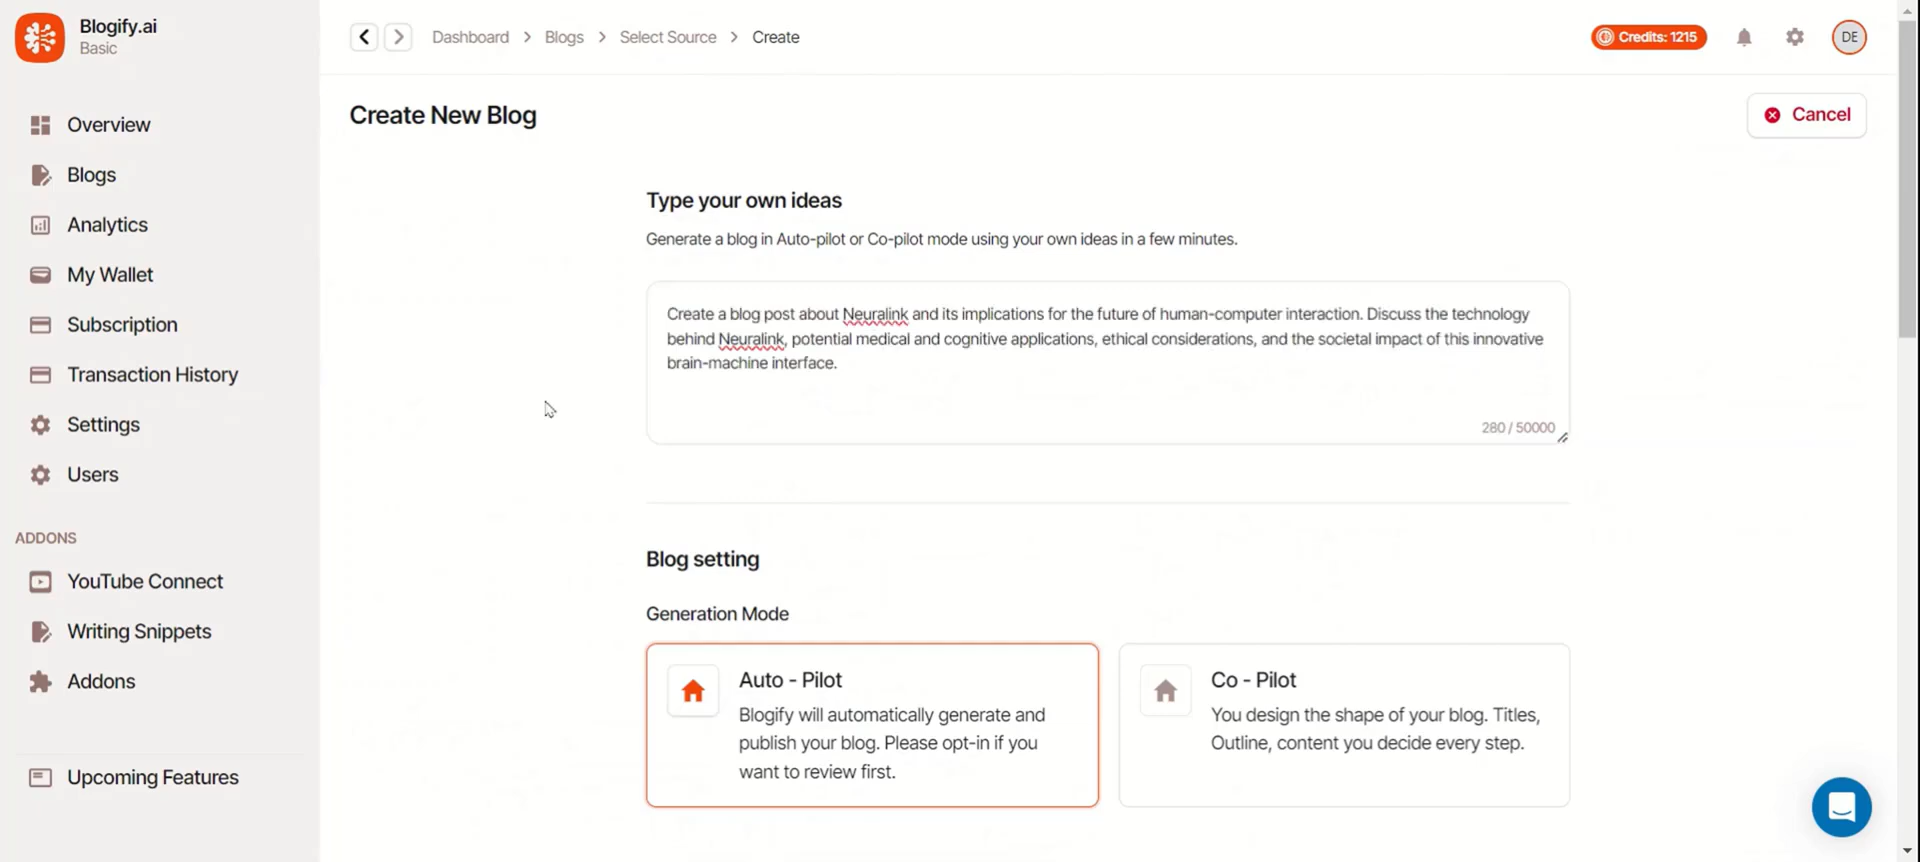 Blogify.ai
Basic
Overview
Blogs
Analytics
My Wallet
Subscription
Transaction History
Settings
Users
ADDONS
YouTube Connect
Writing Snippets
Addons
Upcoming Features
Dashboard > Blogs > Select Source > Create
Credits: 1215
DE
Create New Blog
Cancel
Type your own ideas
Generate a blog in Auto-pilot or Co-pilot mode using your own ideas in a few minutes.
Create a blog post about Neuralink and its implications for the future of human-computer interaction. Discuss the technology
behind Neuralink, potential medical and cognitive applications, ethical considerations, and the societal impact of this innovative
brain-machine interface.
280 / 50000
Blog setting
Generation Mode
Auto - Pilot
Blogify will automatically generate and
publish your blog. Please opt-in if you
want to review first.
Co - Pilot
You design the shape of your blog. Titles,
Outline, content you decide every step.